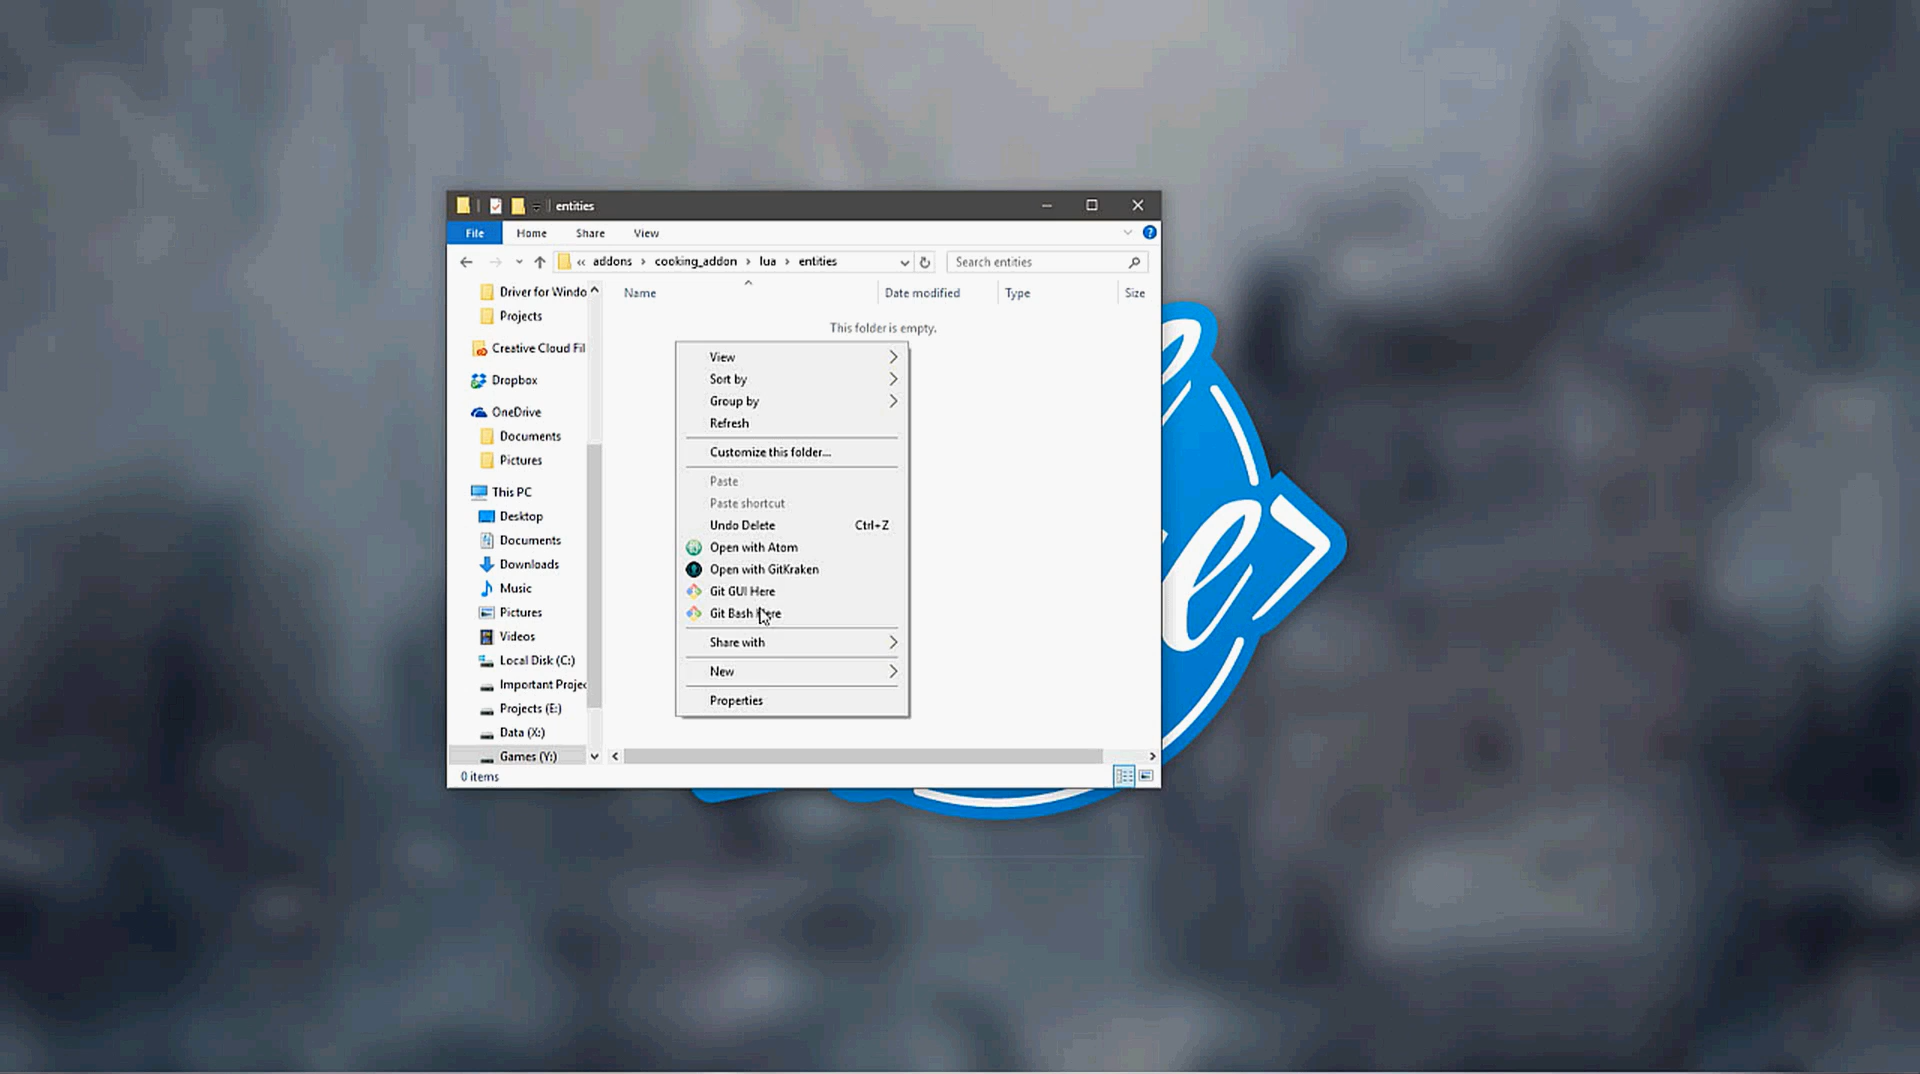 entities
File Home Share View
« addons › cooking_addon › lua › entities
Search entities
Name Date modified Type Size
This folder is empty.
Driver for Windo
Projects
Creative Cloud Fil
Dropbox
OneDrive
Documents
Pictures
This PC
Desktop
Documents
Downloads
Music
Pictures
Videos
Local Disk (C:)
Important Projec
Projects (E:)
Data (X:)
Games (Y:)
View
Sort by
Group by
Refresh
Customize this folder...
Paste
Paste shortcut
Undo Delete Ctrl+Z
Open with Atom
Open with GitKraken
Git GUI Here
Git Bash Here
Share with
New
Properties
0 items